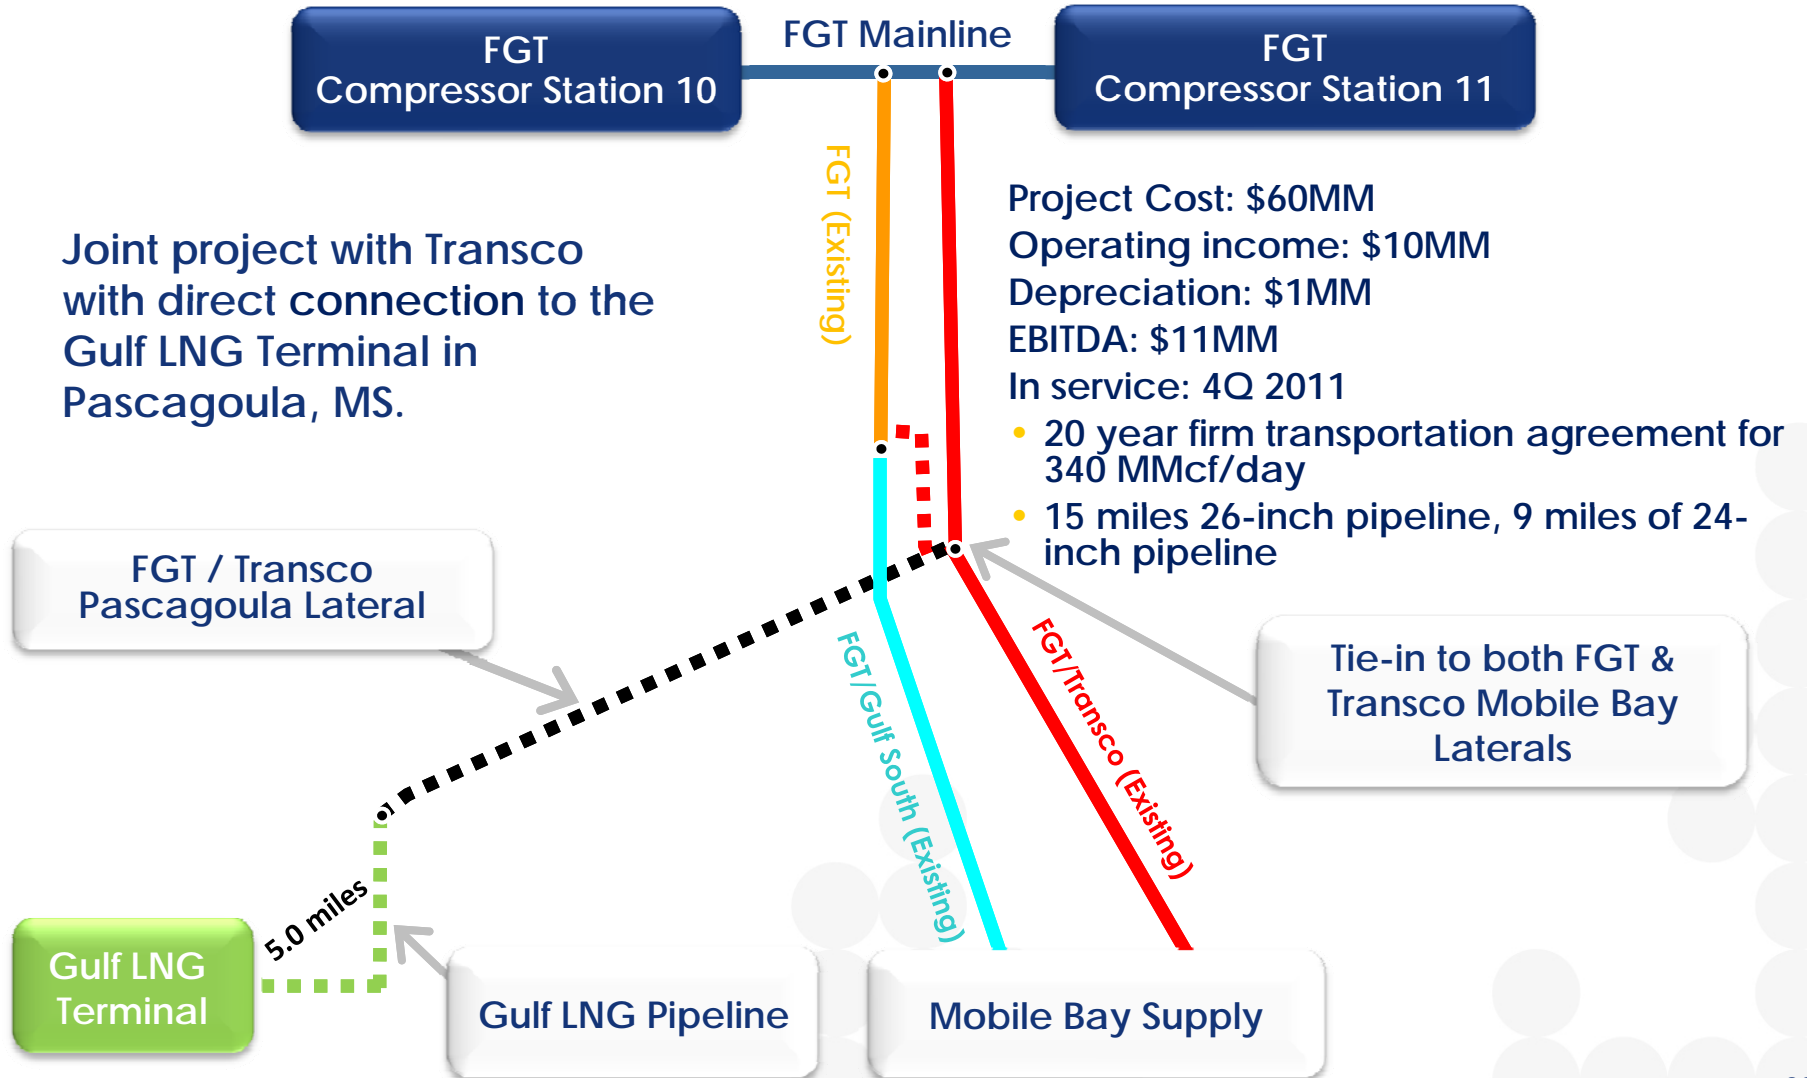 FGT
Compressor Station 10
FGT Mainline
FGT
Compressor Station 11
FGT (Existing)
Joint project with Transco
with direct connection to the
Gulf LNG Terminal in
Pascagoula, MS.
Project Cost: $60MM
Operating income: $10MM
Depreciation: $1MM
EBITDA: $11MM
In service: 4Q 2011
• 20 year firm transportation agreement for
340 MMcf/day
• 15 miles 26-inch pipeline, 9 miles of 24-
inch pipeline
FGT / Transco
Pascagoula Lateral
FGT/Gulf South (Existing)
FGT/Transco (Existing)
Tie-in to both FGT &
Transco Mobile Bay
Laterals
5.0 miles
Gulf LNG
Terminal
Gulf LNG Pipeline
Mobile Bay Supply